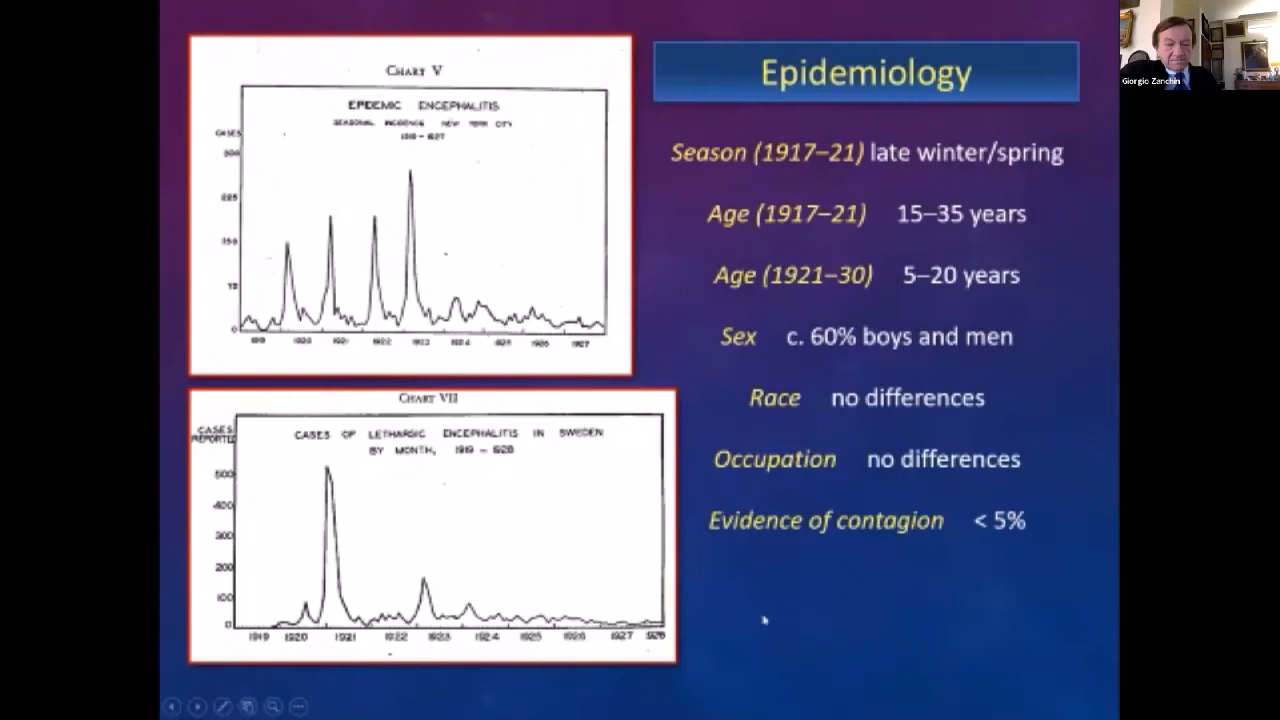 CHART V
EPDEMIC ENCEPHALITIS
SEASONAL INCIDENCE NEW YORK CITY
1919 - 1927
CASES
300
225
150
75
0
1919 1920 1921 1922 1923 1924 1925 1926 1927
CHART VII
CASES REPORTED
CASES OF LETHARGIC ENCEPHALITIS IN SWEDEN
BY MONTH, 1919 - 1928
500
400
300
200
100
0
1919 1920 1921 1922 1923 1924 1925 1926 1927 1928
Epidemiology
Season (1917–21) late winter/spring
Age (1917–21) 15–35 years
Age (1921–30) 5–20 years
Sex c. 60% boys and men
Race no differences
Occupation no differences
Evidence of contagion < 5%
Giorgio Zanchin